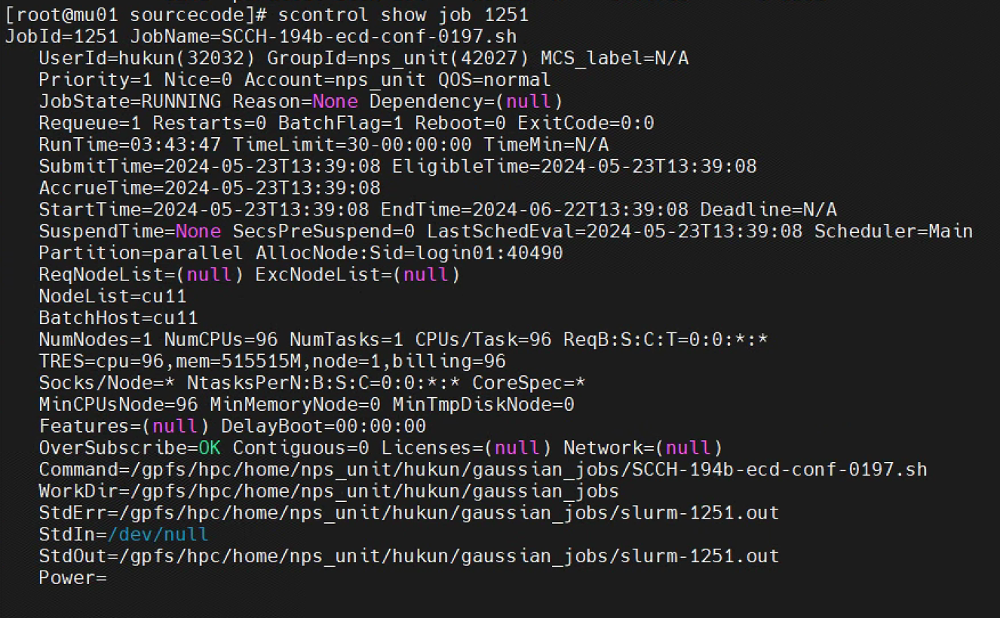 [root@mu01 sourcecode]# scontrol show job 1251
JobId=1251 JobName=SCCH-194b-ecd-conf-0197.sh
UserId=hukun(32032) GroupId=nps_unit(42027) MCS_label=N/A
Priority=1 Nice=0 Account=nps_unit QOS=normal
JobState=RUNNING Reason=None Dependency=(null)
Requeue=1 Restarts=0 BatchFlag=1 Reboot=0 ExitCode=0:0
RunTime=03:43:47 TimeLimit=30-00:00:00 TimeMin=N/A
SubmitTime=2024-05-23T13:39:08 EligibleTime=2024-05-23T13:39:08
AccrueTime=2024-05-23T13:39:08
StartTime=2024-05-23T13:39:08 EndTime=2024-06-22T13:39:08 Deadline=N/A
SuspendTime=None SecsPreSuspend=0 LastSchedEval=2024-05-23T13:39:08 Scheduler=Main
Partition=parallel AllocNode:Sid=login01:40490
ReqNodeList=(null) ExcNodeList=(null)
NodeList=cu11
BatchHost=cu11
NumNodes=1 NumCPUs=96 NumTasks=1 CPUs/Task=96 ReqB:S:C:T=0:0:*:*
TRES=cpu=96,mem=515515M,node=1,billing=96
Socks/Node=* NtasksPerN:B:S:C=0:0:*:* CoreSpec=*
MinCPUsNode=96 MinMemoryNode=0 MinTmpDiskNode=0
Features=(null) DelayBoot=00:00:00
OverSubscribe=OK Contiguous=0 Licenses=(null) Network=(null)
Command=/gpfs/hpc/home/nps_unit/hukun/gaussian_jobs/SCCH-194b-ecd-conf-0197.sh
WorkDir=/gpfs/hpc/home/nps_unit/hukun/gaussian_jobs
StdErr=/gpfs/hpc/home/nps_unit/hukun/gaussian_jobs/slurm-1251.out
StdIn=/dev/null
StdOut=/gpfs/hpc/home/nps_unit/hukun/gaussian_jobs/slurm-1251.out
Power=